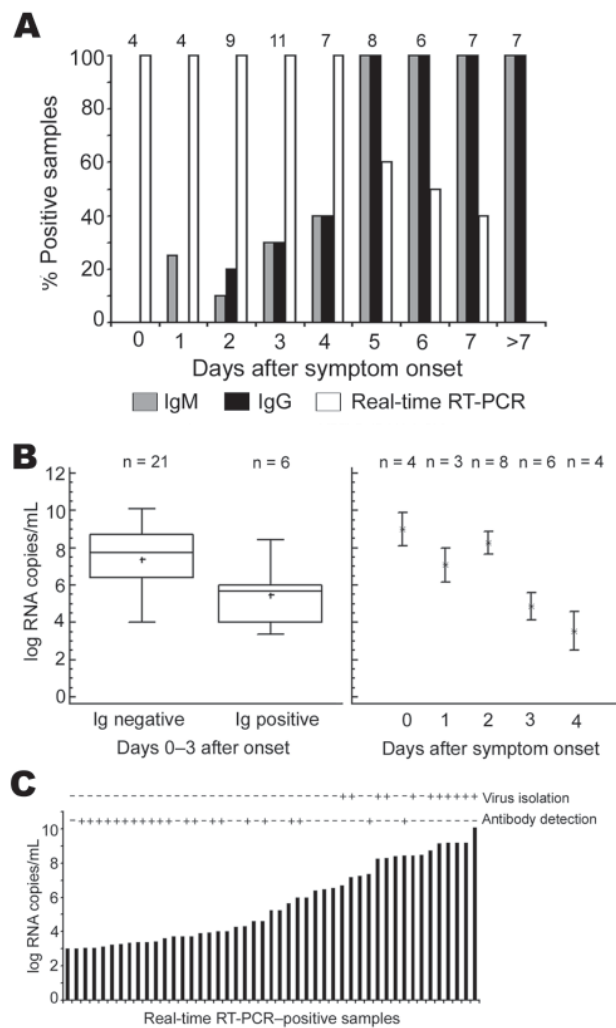 A
4 4 9 11 7 8 6 7 7
100
80
60
40
20
0
% Positive samples
0 1 2 3 4 5 6 7 >7
Days after symptom onset
IgM IgG Real-time RT-PCR
B
n = 21 n = 6 n = 4 n = 3 n = 8 n = 6 n = 4
12
10
8
6
4
2
0
log RNA copies/mL
Ig negative Ig positive 0 1 2 3 4
Days 0–3 after onset Days after symptom onset
C
Virus isolation
Antibody detection
10
8
6
4
2
0
log RNA copies/mL
Real-time RT-PCR–positive samples